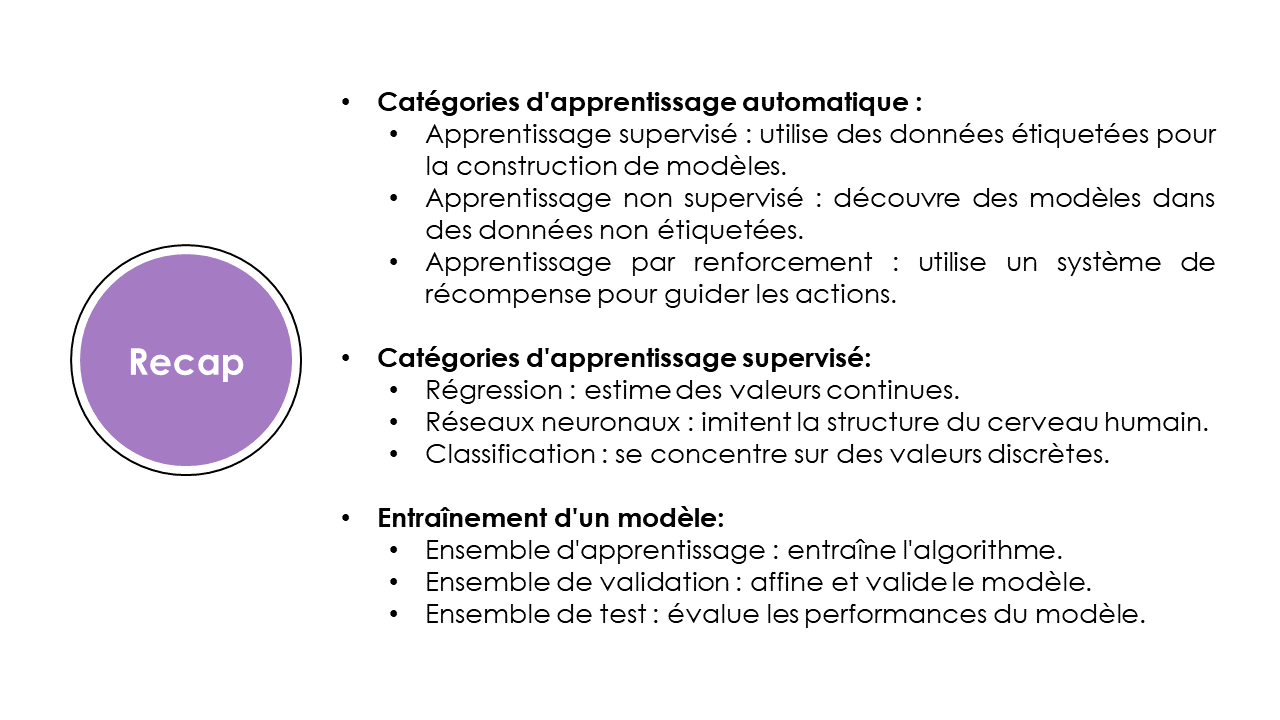 Recap
• Catégories d'apprentissage automatique :
• Apprentissage supervisé : utilise des données étiquetées pour
la construction de modèles.
• Apprentissage non supervisé : découvre des modèles dans
des données non étiquetées.
• Apprentissage par renforcement : utilise un système de
récompense pour guider les actions.
• Catégories d'apprentissage supervisé:
• Régression : estime des valeurs continues.
• Réseaux neuronaux : imitent la structure du cerveau humain.
• Classification : se concentre sur des valeurs discrètes.
• Entraînement d'un modèle:
• Ensemble d'apprentissage : entraîne l'algorithme.
• Ensemble de validation : affine et valide le modèle.
• Ensemble de test : évalue les performances du modèle.